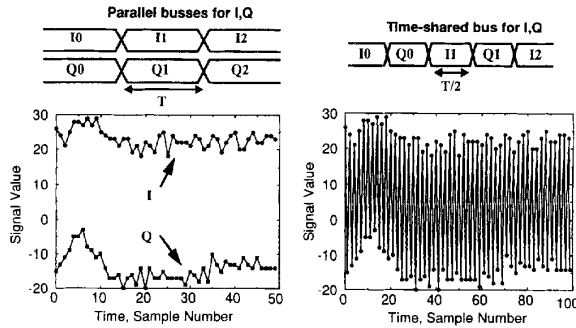 Parallel busses for I,Q
I0 I1 I2
Q0 Q1 Q2
T
30
20
10
0
-10
-20
0 10 20 30 40 50
Signal Value
I
Q
Time, Sample Number
Time-shared bus for I,Q
I0 Q0 I1 Q1 I2
T/2
30
20
10
0
-10
-20
0 20 40 60 80 100
Signal Value
Time, Sample Number